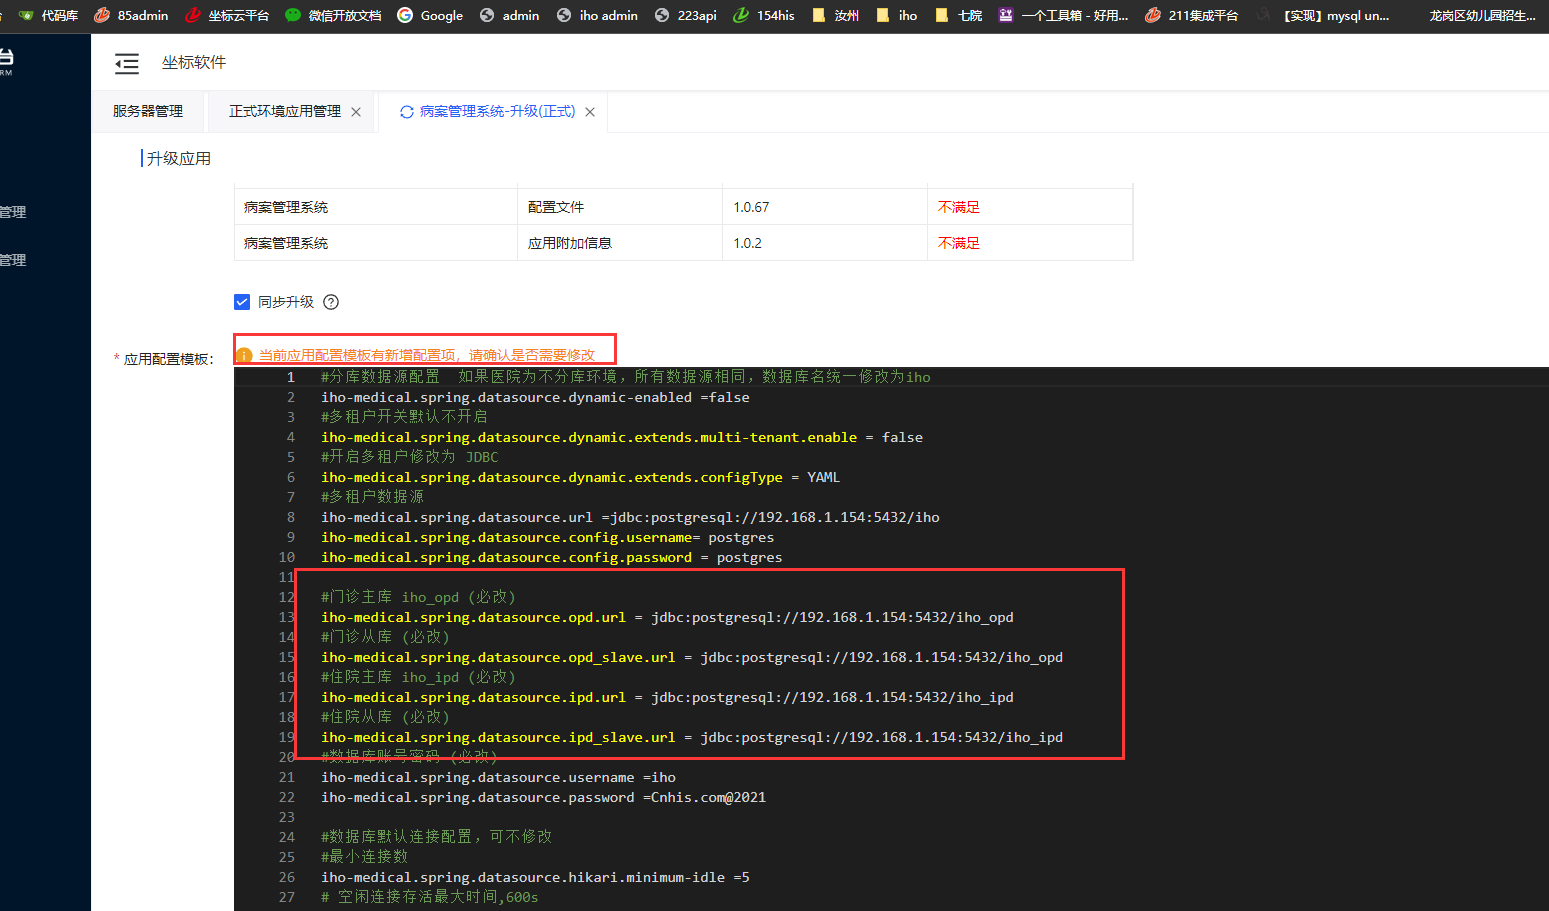 代码库 85admin 坐标云平台 微信开放文档 Google admin iho admin 223api 154his 汝州 iho 七院 一个工具箱 - 好用... 211集成平台 【实现】mysql un... 龙岗区幼儿园招生...
台
RM
坐标软件
服务器管理 正式环境应用管理 病案管理系统-升级(正式)
升级应用
管理
管理
病案管理系统 配置文件 1.0.67 不满足
病案管理系统 应用附加信息 1.0.2 不满足
同步升级
* 应用配置模板:
当前应用配置模板有新增配置项，请确认是否需要修改
1 #分库数据源配置  如果医院为不分库环境，所有数据源相同，数据库名统一修改为iho
2 iho-medical.spring.datasource.dynamic-enabled =false
3 #多租户开关默认不开启
4 iho-medical.spring.datasource.dynamic.extends.multi-tenant.enable = false
5 #开启多租户修改为 JDBC
6 iho-medical.spring.datasource.dynamic.extends.configType = YAML
7 #多租户数据源
8 iho-medical.spring.datasource.url =jdbc:postgresql://192.168.1.154:5432/iho
9 iho-medical.spring.datasource.config.username= postgres
10 iho-medical.spring.datasource.config.password = postgres
11
12 #门诊主库 iho_opd (必改)
13 iho-medical.spring.datasource.opd.url = jdbc:postgresql://192.168.1.154:5432/iho_opd
14 #门诊从库 (必改)
15 iho-medical.spring.datasource.opd_slave.url = jdbc:postgresql://192.168.1.154:5432/iho_opd
16 #住院主库 iho_ipd (必改)
17 iho-medical.spring.datasource.ipd.url = jdbc:postgresql://192.168.1.154:5432/iho_ipd
18 #住院从库 (必改)
19 iho-medical.spring.datasource.ipd_slave.url = jdbc:postgresql://192.168.1.154:5432/iho_ipd
20 #数据库账号密码 (必改)
21 iho-medical.spring.datasource.username =iho
22 iho-medical.spring.datasource.password =Cnhis.com@2021
23
24 #数据库默认连接配置，可不修改
25 #最小连接数
26 iho-medical.spring.datasource.hikari.minimum-idle =5
27 # 空闲连接存活最大时间,600s